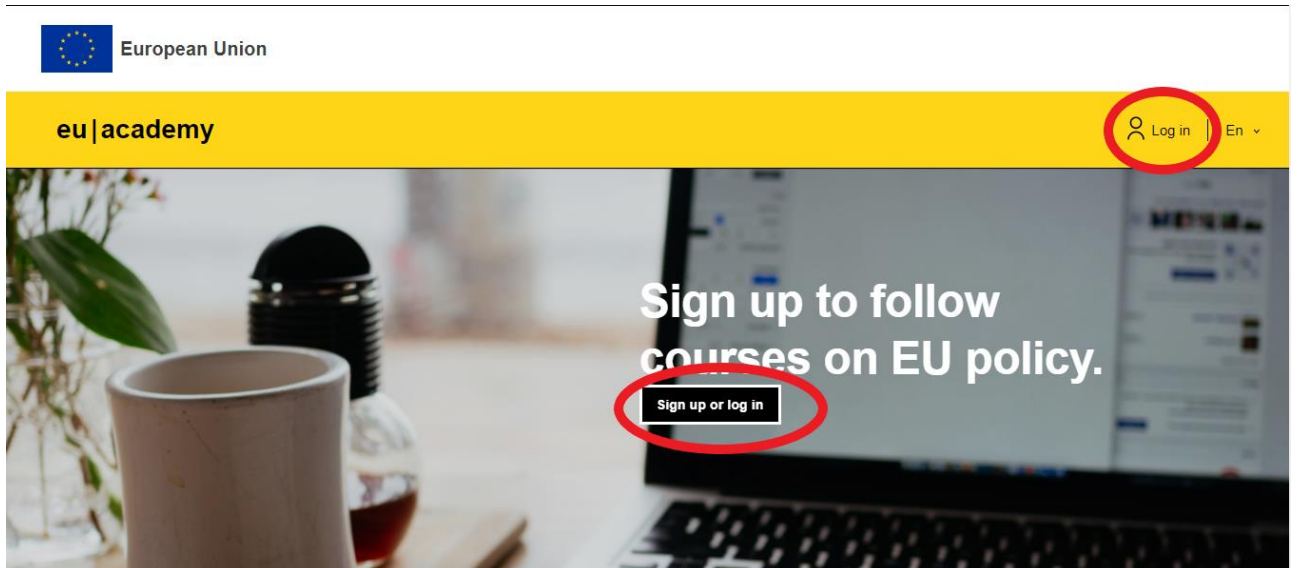 European Union
eu|academy
Log in
En
Sign up to follow
courses on EU policy.
Sign up or log in